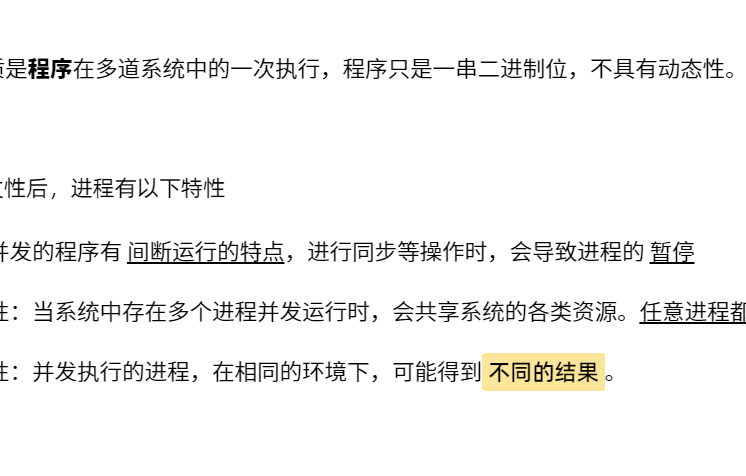 质是程序在多道系统中的一次执行，程序只是一串二进制位，不具有动态性。
性后，进程有以下特性
并发的程序有 间断运行的特点，进行同步等操作时，会导致进程的 暂停
性：当系统中存在多个进程并发运行时，会共享系统的各类资源。任意进程都
性：并发执行的进程，在相同的环境下，可能得到 不同的结果 。